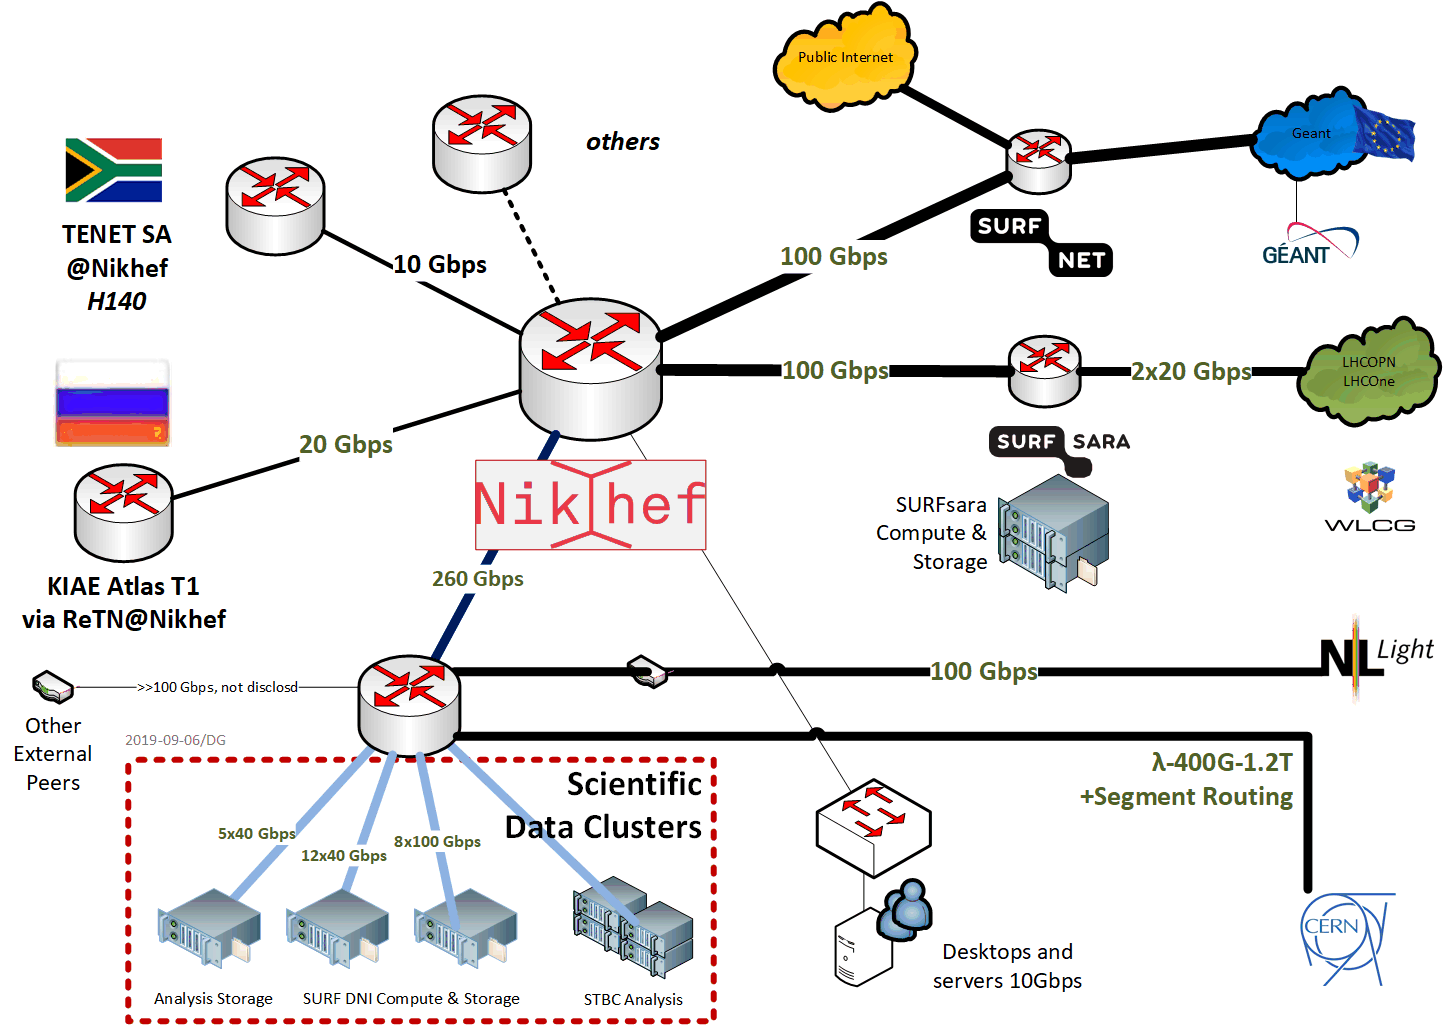 Public Internet
others
Geant
TENET SA
@Nikhef
H140
10 Gbps
SURF
NET
GÉANT
100 Gbps
100 Gbps
2x20 Gbps
LHCOPN
LHCOne
20 Gbps
SURF SARA
Nikhef
SURFsara
Compute &
Storage
WLCG
KIAE Atlas T1
via ReTN@Nikhef
260 Gbps
NL Light
100 Gbps
>>100 Gbps, not disclosd
Other
External
Peers
2019-09-06/DG
λ-400G-1.2T
+Segment Routing
Scientific
Data Clusters
5x40 Gbps
12x40 Gbps
8x100 Gbps
CERN
Desktops and
servers 10Gbps
Analysis Storage
SURF DNI Compute & Storage
STBC Analysis